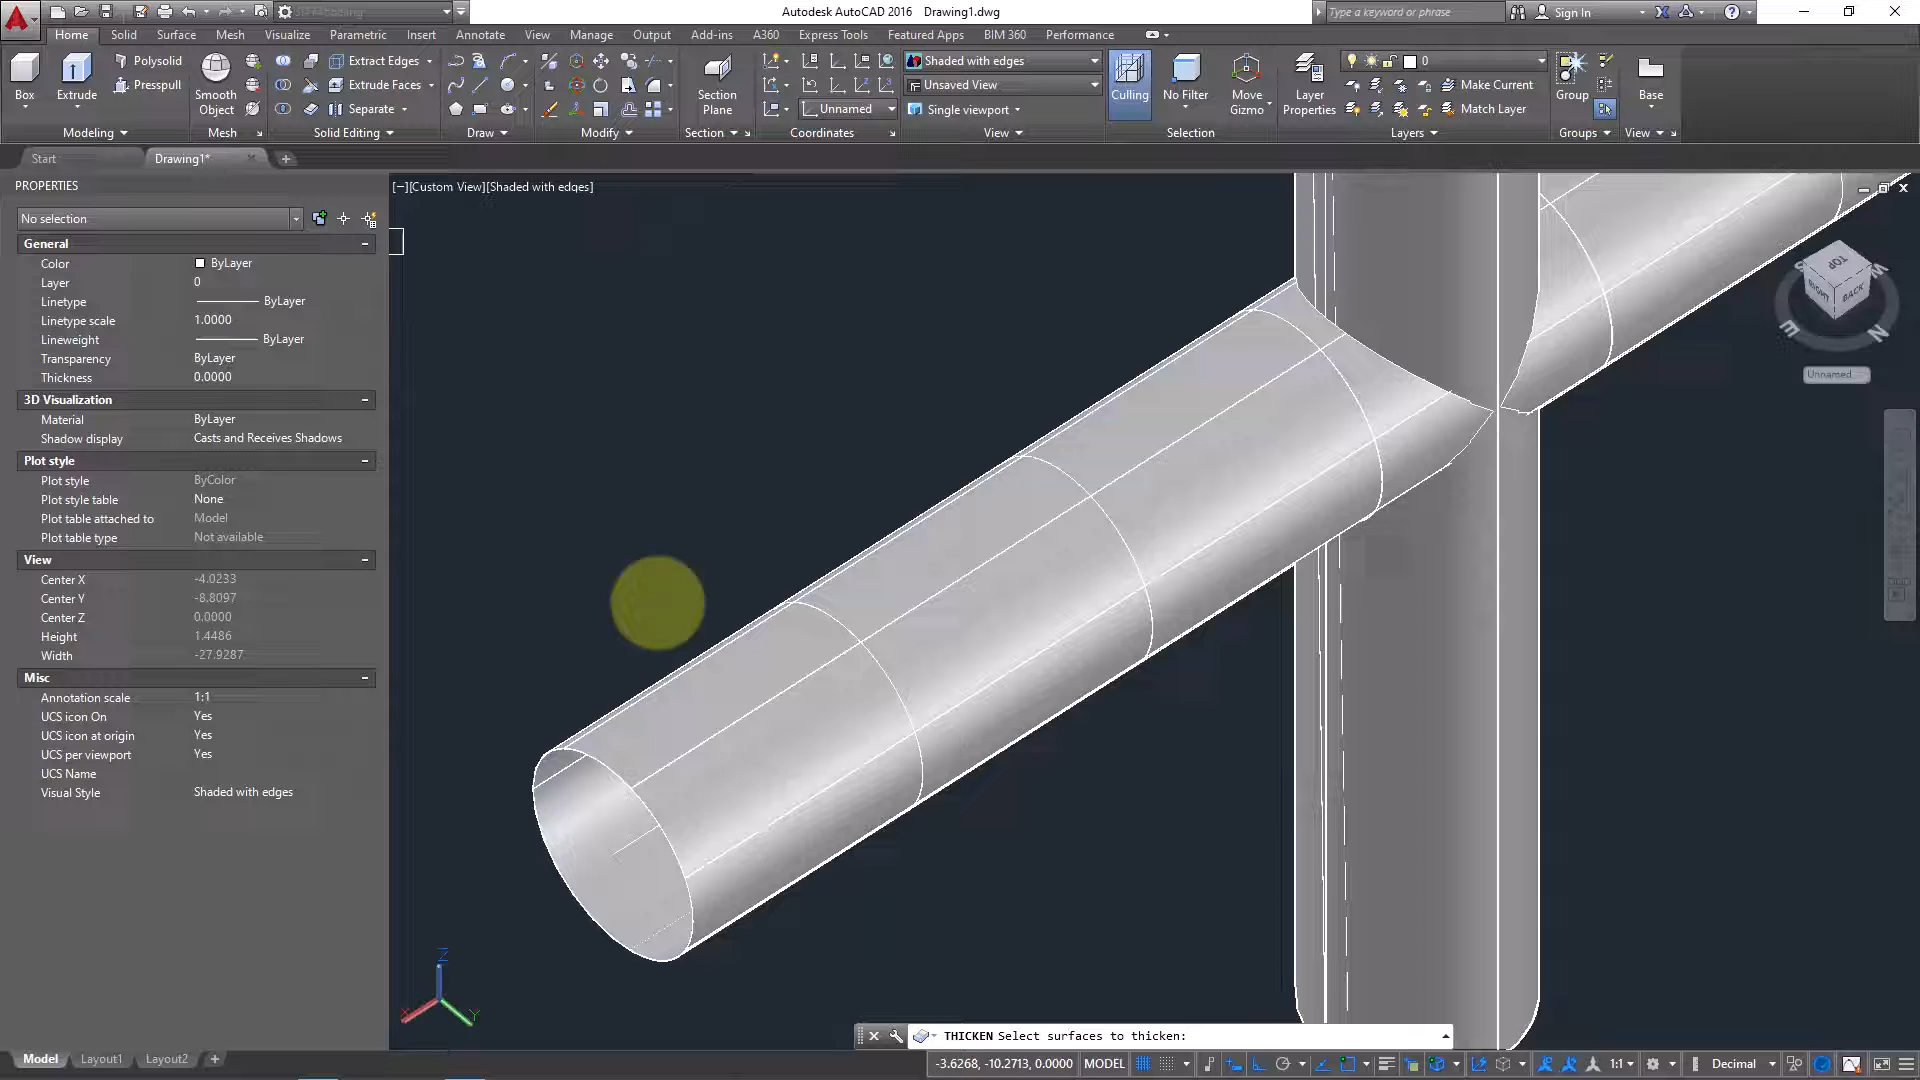 Autodesk AutoCAD 2016 Drawing1.dwg
Type a keyword or phrase
Sign In
Home Solid Surface Mesh Visualize Parametric Insert Annotate View Manage Output Add-ins A360 Express Tools Featured Apps BIM 360 Performance
Box
Extrude
Polysolid
Presspull
Smooth Object
Extract Edges
Extrude Faces
Separate
Section Plane
Unnamed
Shaded with edges
Unsaved View
Single viewport
Culling
No Filter
Move Gizmo
Layer Properties
0
Make Current
Match Layer
Group
Base
Modeling Mesh Solid Editing Draw Modify Section Coordinates View Selection Layers Groups View
Start Drawing1*
PROPERTIES
No selection
General
Color ByLayer
Layer 0
Linetype ByLayer
Linetype scale 1.0000
Lineweight ByLayer
Transparency ByLayer
Thickness 0.0000
3D Visualization
Material ByLayer
Shadow display Casts and Receives Shadows
Plot style
Plot style ByColor
Plot style table None
Plot table attached to Model
Plot table type Not available
View
Center X -4.0233
Center Y -8.8097
Center Z 0.0000
Height 1.4486
Width -27.9287
Misc
Annotation scale 1:1
UCS icon On Yes
UCS icon at origin Yes
UCS per viewport Yes
UCS Name
Visual Style Shaded with edges
[−][Custom View][Shaded with edges]
TOP
RIGHT BACK
W
E N
Unnamed
Z
X Y
THICKEN Select surfaces to thicken:
Model Layout1 Layout2
-3.6268, -10.2713, 0.0000 MODEL 1:1 Decimal